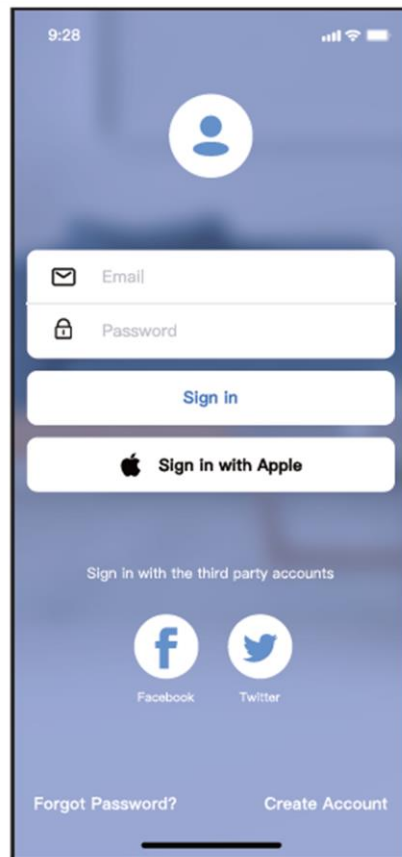 9:28
Email
Password
Sign in
Sign in with Apple
Sign in with the third party accounts
Facebook
Twitter
Forgot Password?
Create Account